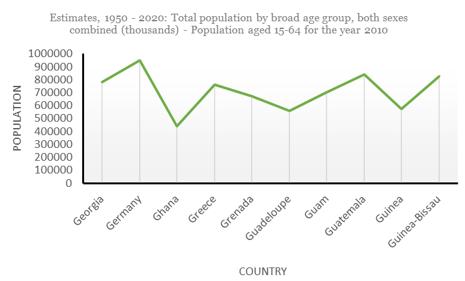 Estimates, 1950 - 2020: Total population by broad age group, both sexes
combined (thousands) - Population aged 15-64 for the year 2010
1000000
900000
800000
700000
600000
500000
400000
300000
200000
100000
0
POPULATION
Georgia
Germany
Ghana
Greece
Grenada
Guadeloupe
Guam
Guatemala
Guinea
Guinea-Bissau
COUNTRY